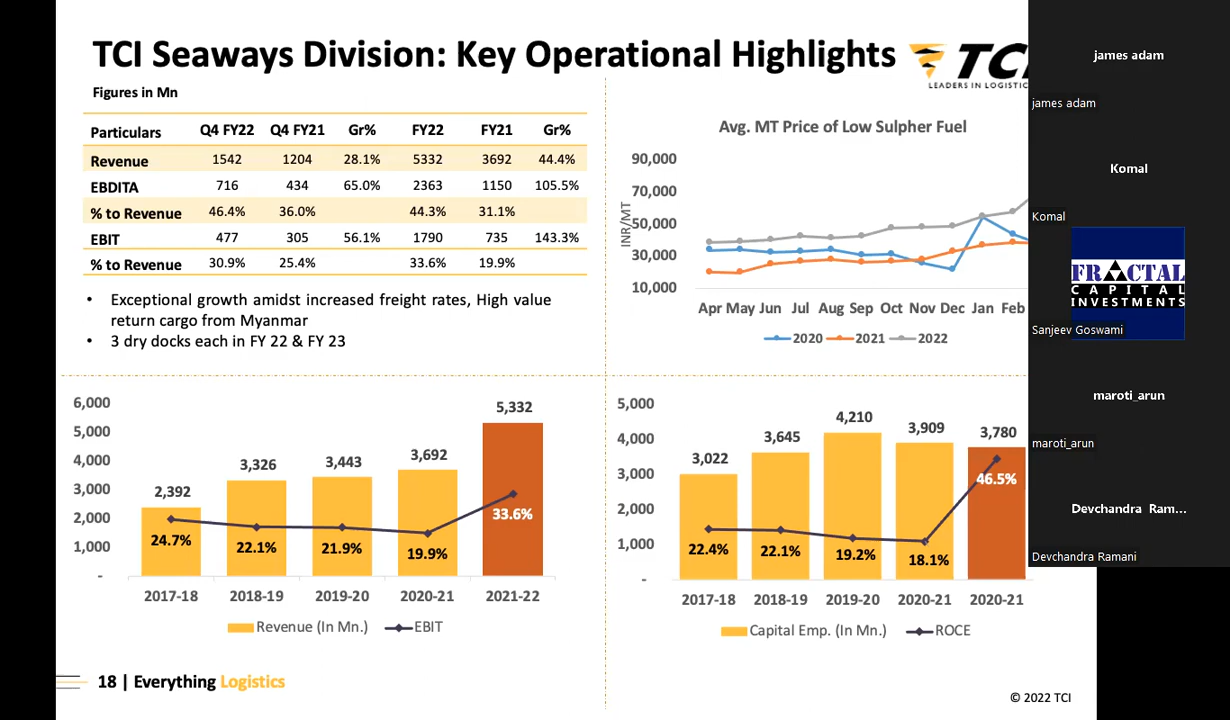 TCI Seaways Division: Key Operational Highlights
TCI
LEADERS IN LOGISTIC
Figures in Mn
Particulars Q4 FY22 Q4 FY21 Gr% FY22 FY21 Gr%
Revenue 1542 1204 28.1% 5332 3692 44.4%
EBDITA 716 434 65.0% 2363 1150 105.5%
% to Revenue 46.4% 36.0% 44.3% 31.1%
EBIT 477 305 56.1% 1790 735 143.3%
% to Revenue 30.9% 25.4% 33.6% 19.9%
• Exceptional growth amidst increased freight rates, High value
return cargo from Myanmar
• 3 dry docks each in FY 22 & FY 23
Avg. MT Price of Low Sulpher Fuel
INR/MT
90,000
70,000
50,000
30,000
10,000
Apr May Jun Jul Aug Sep Oct Nov Dec Jan Feb
2020 2021 2022
6,000
5,000
4,000
3,000
2,000
1,000
-
2,392 3,326 3,443 3,692 5,332
24.7% 22.1% 21.9% 19.9% 33.6%
2017-18 2018-19 2019-20 2020-21 2021-22
Revenue (In Mn.) EBIT
5,000
4,000
3,000
2,000
1,000
-
3,022 3,645 4,210 3,909 3,780
22.4% 22.1% 19.2% 18.1% 46.5%
2017-18 2018-19 2019-20 2020-21 2020-21
Capital Emp. (In Mn.) ROCE
18 | Everything Logistics
© 2022 TCI
james adam
james adam
Komal
Komal
FRACTAL
CAPITAL
INVESTMENTS
Sanjeev Goswami
maroti_arun
maroti_arun
Devchandra Ram...
Devchandra Ramani